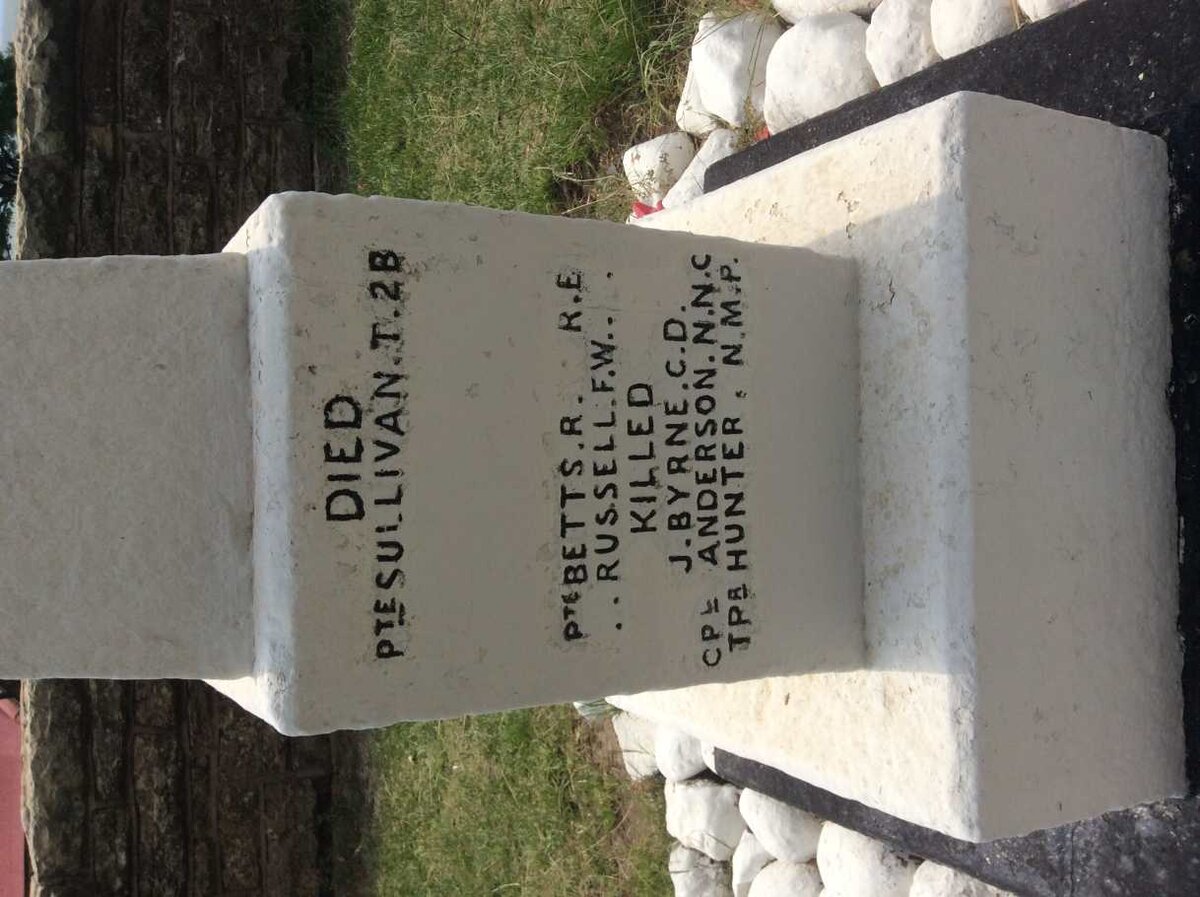 DIED
PTE SULLIVAN.T.2B
PTE BETTS.R. R.E
. . RUSSELL.F.W. . .
KILLED
J.BYRNE.C.D.
CPL ANDERSON.N.N.C
TPR HUNTER. N.M.P.